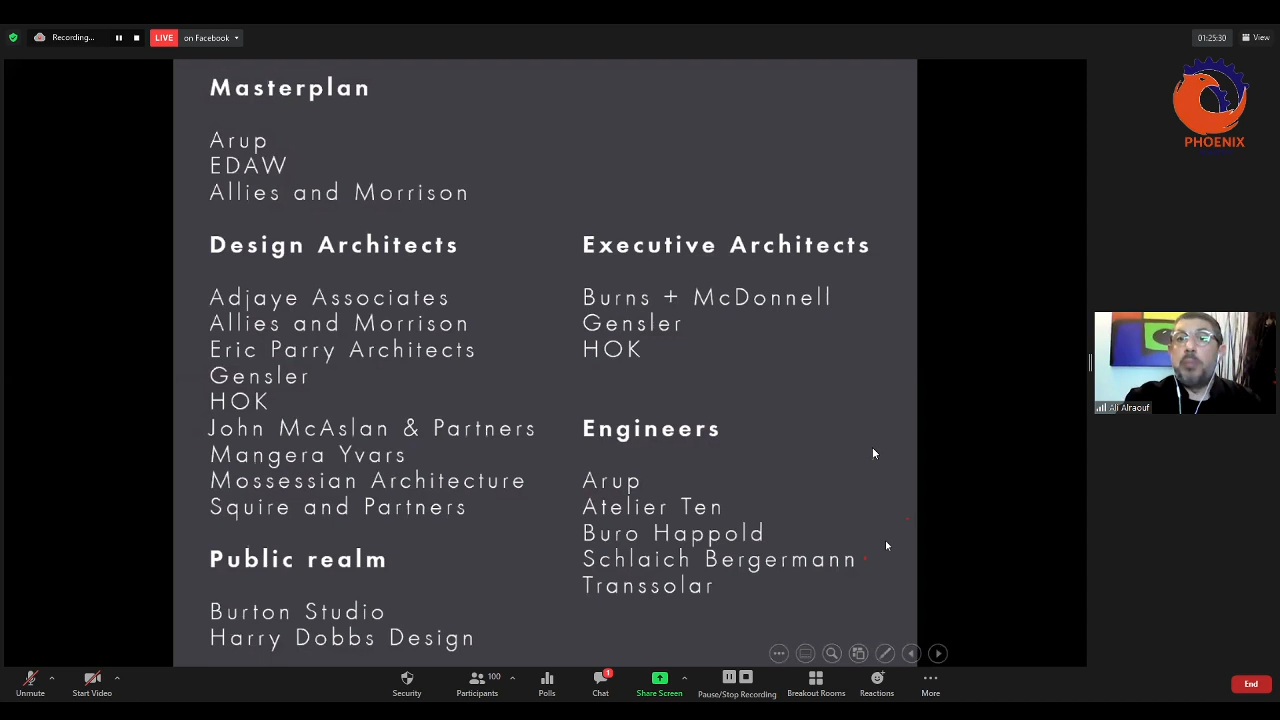 Recording...
LIVE
on Facebook
01:25:30
View
PHOENIX
Masterplan
Arup
EDAW
Allies and Morrison
Design Architects
Adjaye Associates
Allies and Morrison
Eric Parry Architects
Gensler
HOK
John McAslan & Partners
Mangera Yvars
Mossessian Architecture
Squire and Partners
Public realm
Burton Studio
Harry Dobbs Design
Executive Architects
Burns + McDonnell
Gensler
HOK
Engineers
Arup
Atelier Ten
Buro Happold
Schlaich Bergermann
Transsolar
Ali Alraouf
Unmute
Start Video
Security
Participants
100
Polls
Chat
1
Share Screen
Pause/Stop Recording
Breakout Rooms
Reactions
More
End